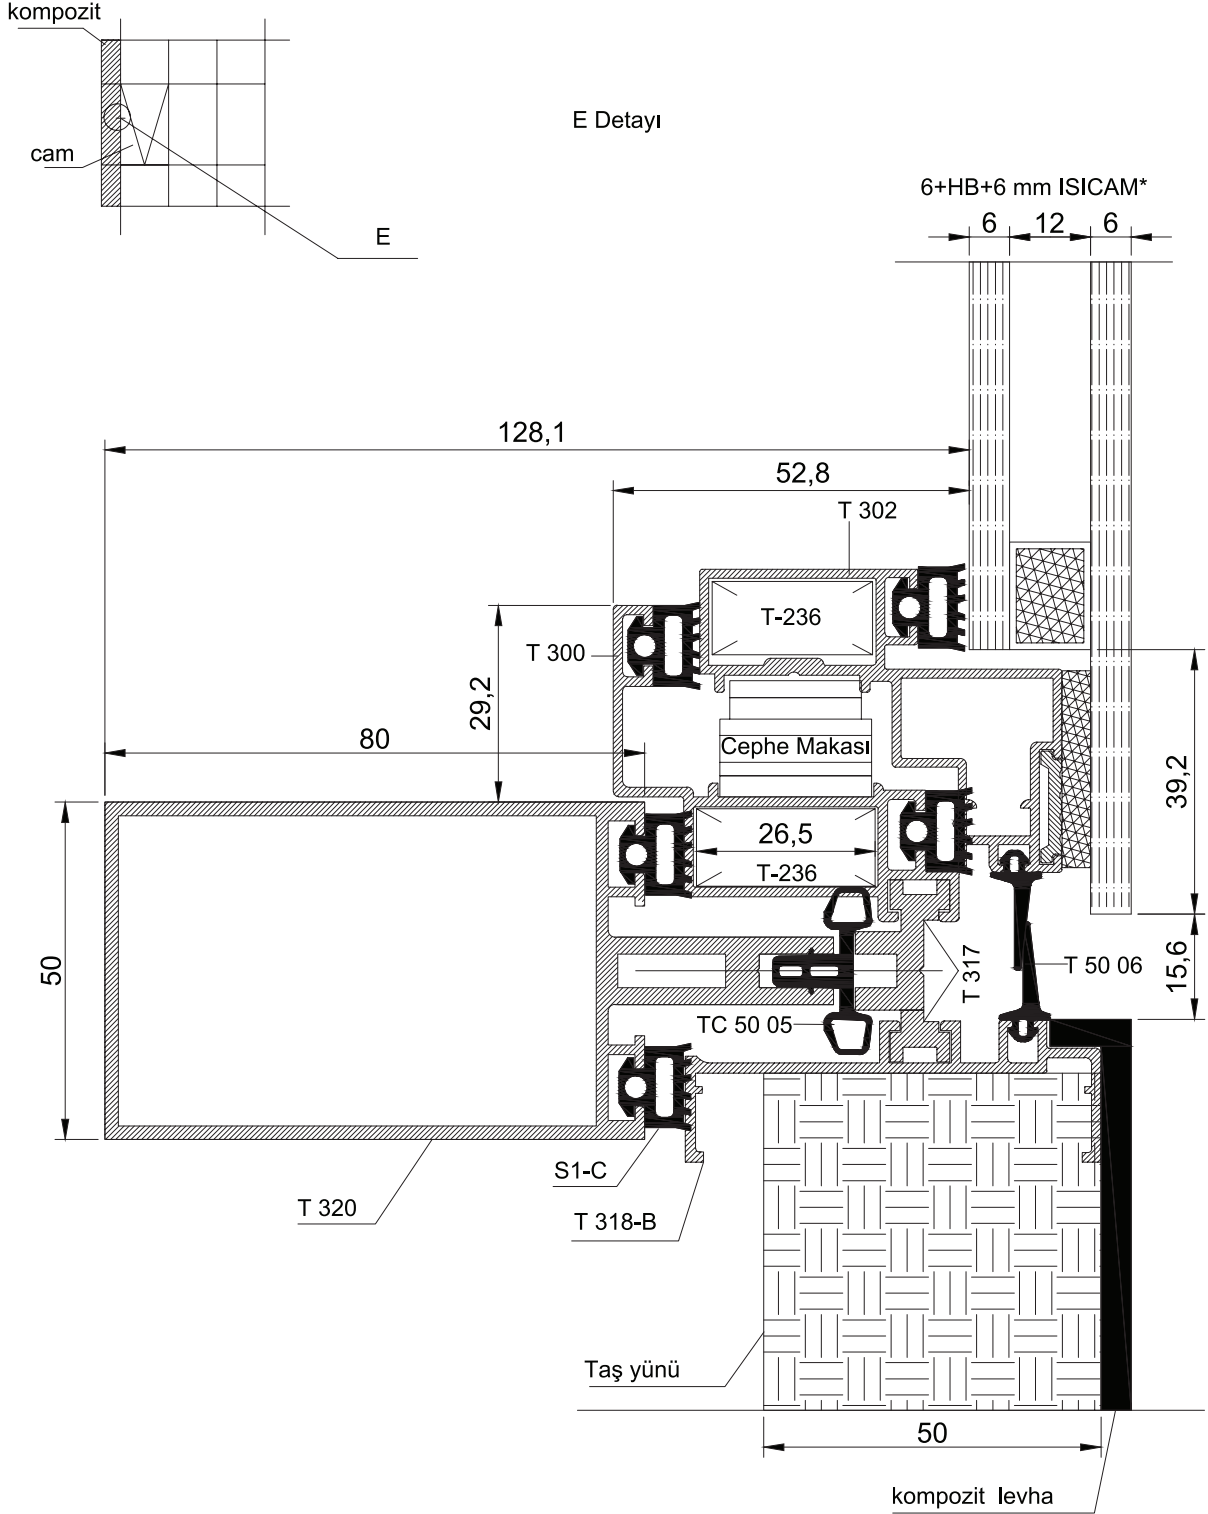 kompozit
E Detayı
cam
E
6+HB+6 mm ISICAM*
6 12 6
128,1
52,8
T 302
T-236
T 300
29,2
80
Cephe Makası
39,2
26,5
T-236
50
T 317
T 50 06
15,6
TC 50 05
S1-C
T 320
T 318-B
Taş yünü
50
kompozit levha